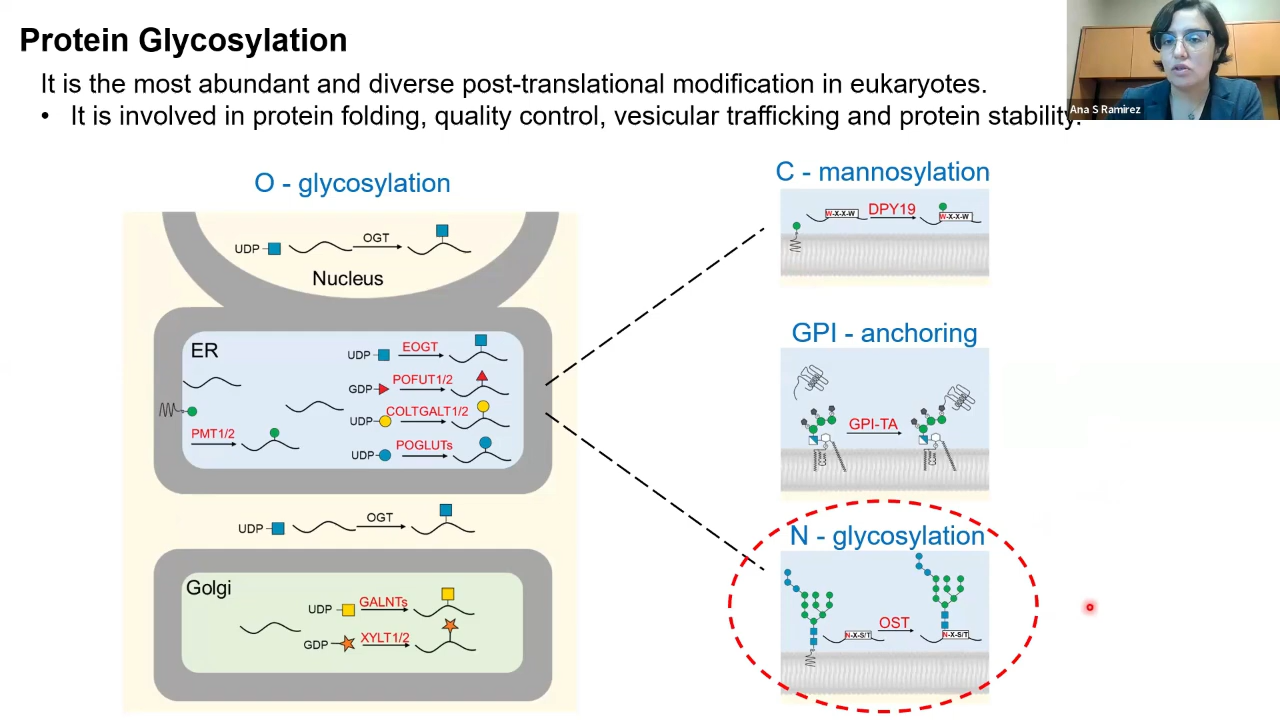 Protein Glycosylation
It is the most abundant and diverse post-translational modification in eukaryotes.
• It is involved in protein folding, quality control, vesicular trafficking and protein stability.
Ana S Ramirez
O - glycosylation
UDP
OGT
Nucleus
ER
UDP
EOGT
GDP
POFUT1/2
UDP
COLTGALT1/2
PMT1/2
UDP
POGLUTs
UDP
OGT
Golgi
UDP
GALNTs
GDP
XYLT1/2
C - mannosylation
W-X-X-W
DPY19
W-X-X-W
GPI - anchoring
GPI-TA
N - glycosylation
N-X-S/T
OST
N-X-S/T